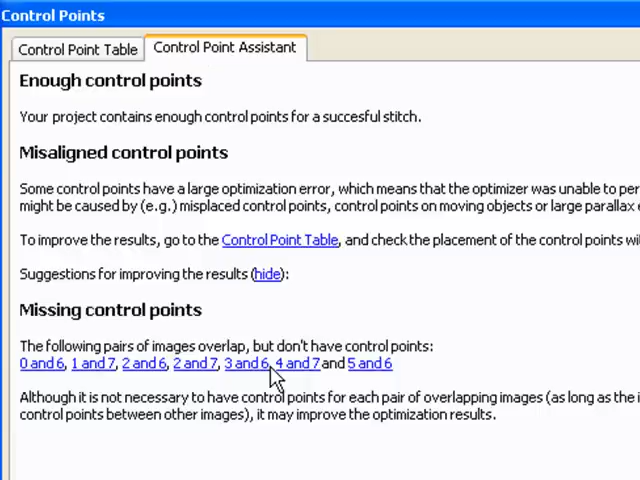 Control Points
Control Point Table
Control Point Assistant
Enough control points
Your project contains enough control points for a succesful stitch.
Misaligned control points
Some control points have a large optimization error, which means that the optimizer was unable to per
might be caused by (e.g.) misplaced control points, control points on moving objects or large parallax e
To improve the results, go to the Control Point Table, and check the placement of the control points wit
Suggestions for improving the results (hide):
Missing control points
The following pairs of images overlap, but don't have control points:
0 and 6, 1 and 7, 2 and 6, 2 and 7, 3 and 6, 4 and 7and 5 and 6
Although it is not necessary to have control points for each pair of overlapping images (as long as the i
control points between other images), it may improve the optimization results.